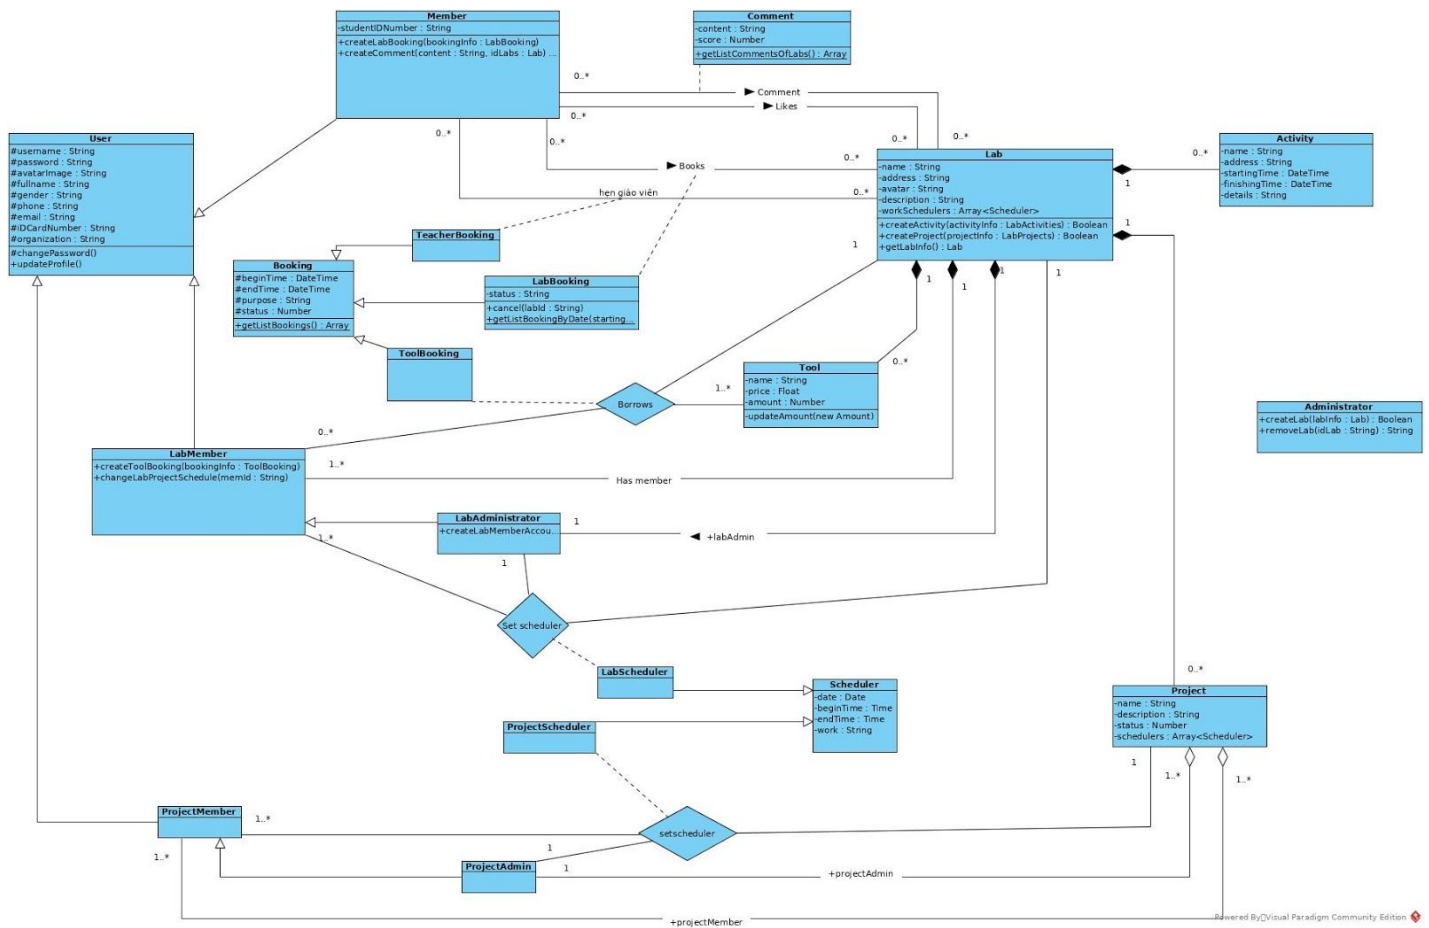 Member
-studentIDNumber : String
+createLabBooking(bookingInfo : LabBooking)
+createComment(content : String, idLabs : Lab) ...
Comment
-content : String
-score : Number
+getListCommentsOfLabs() : Array
0..*
Comment
Likes
0..*
0..*
0..*
0..*
0..*
0..*
Books
0..*
hẹn giáo viên
0..*
User
#username : String
#password : String
#avatarImage : String
#fullname : String
#gender : String
#phone : String
#email : String
#iDCardNumber : String
#organization : String
#changePassword()
+updateProfile()
Lab
-name : String
-address : String
-avatar : String
-description : String
-workSchedulers : Array<Scheduler>
+createActivity(activityInfo : LabActivities) : Boolean
+createProject(projectInfo : LabProjects) : Boolean
+getLabInfo() : Lab
0..*
1
1
Activity
-name : String
-address : String
-startingTime : DateTime
-finishingTime : DateTime
-details : String
TeacherBooking
Booking
#beginTime : DateTime
#endTime : DateTime
#purpose : String
#status : Number
+getListBookings() : Array
LabBooking
-status : String
+cancel(labId : String)
+getListBookingByDate(starting...
ToolBooking
1
1
1
1
1
Tool
-name : String
-price : Float
-amount : Number
-updateAmount(new Amount)
0..*
1..*
Borrows
0..*
Administrator
+createLab(labInfo : Lab) : Boolean
+removeLab(idLab : String) : String
LabMember
+createToolBooking(bookingInfo : ToolBooking)
+changeLabProjectSchedule(memId : String)
1..*
Has member
LabAdministrator
+createLabMemberAccou...
1
+labAdmin
1..*
1
Set scheduler
LabScheduler
Scheduler
-date : Date
-beginTime : Time
-endTime : Time
-work : String
ProjectScheduler
0..*
Project
-name : String
-description : String
-status : Number
-schedulers : Array<Scheduler>
1
1..*
1..*
ProjectMember
1..*
1..*
setscheduler
1
ProjectAdmin
1
+projectAdmin
+projectMember
Powered By Visual Paradigm Community Edition